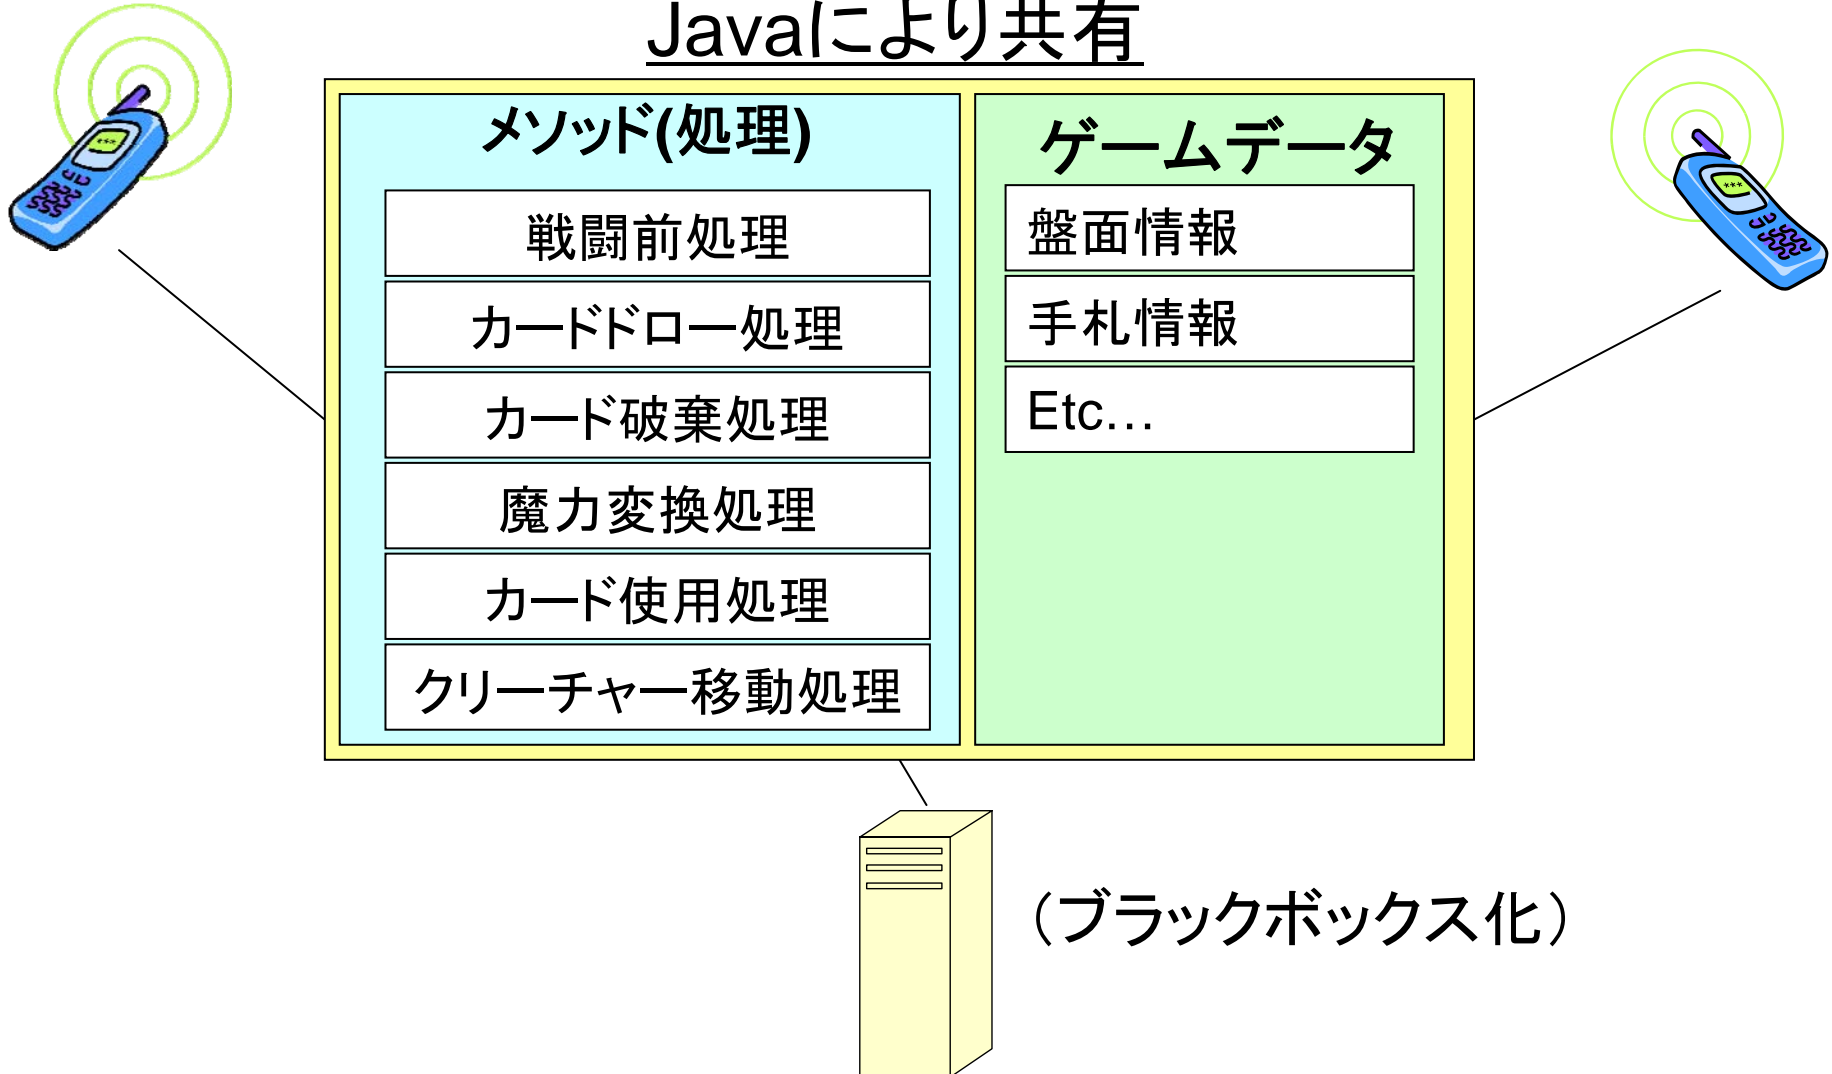 Javaにより共有
メソッド(処理)
戦闘前処理
カードドロー処理
カード破棄処理
魔力変換処理
カード使用処理
クリーチャー移動処理
ゲームデータ
盤面情報
手札情報
Etc…
（ブラックボックス化）
***
***